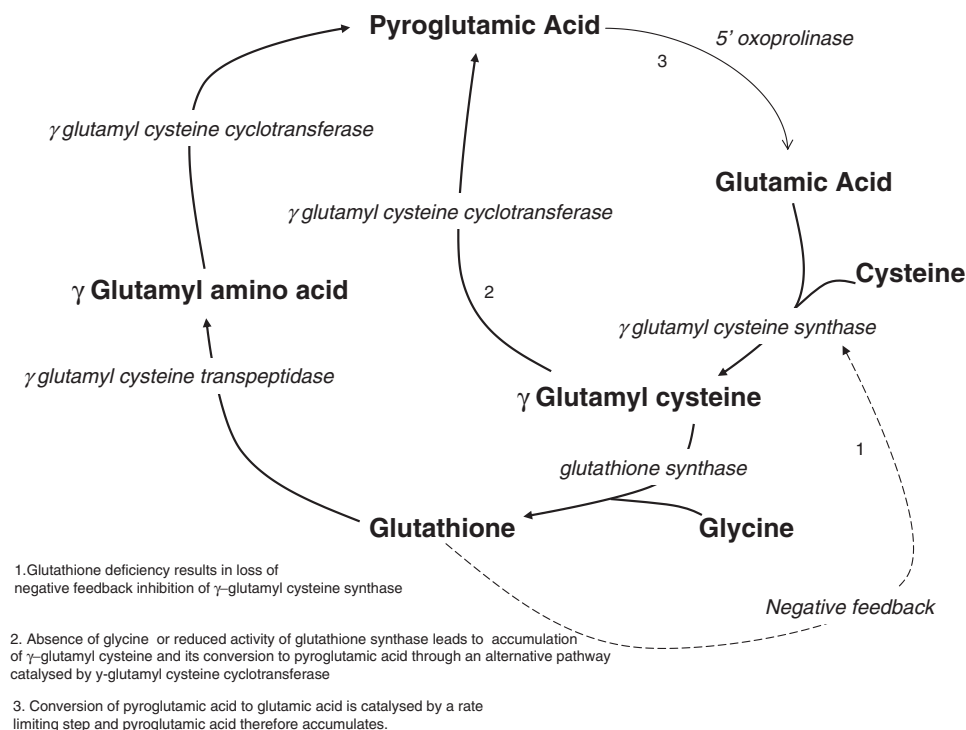 Pyroglutamic Acid
5' oxoprolinase
3
γ glutamyl cysteine cyclotransferase
Glutamic Acid
γ glutamyl cysteine cyclotransferase
Cysteine
γ Glutamyl amino acid
2
γ glutamyl cysteine synthase
γ glutamyl cysteine transpeptidase
γ Glutamyl cysteine
1
glutathione synthase
Glutathione
Glycine
1.Glutathione deficiency results in loss of
negative feedback inhibition of γ–glutamyl cysteine synthase
Negative feedback
2. Absence of glycine or reduced activity of glutathione synthase leads to accumulation
of γ–glutamyl cysteine and its conversion to pyroglutamic acid through an alternative pathway
catalysed by y-glutamyl cysteine cyclotransferase
3. Conversion of pyroglutamic acid to glutamic acid is catalysed by a rate
limiting step and pyroglutamic acid therefore accumulates.